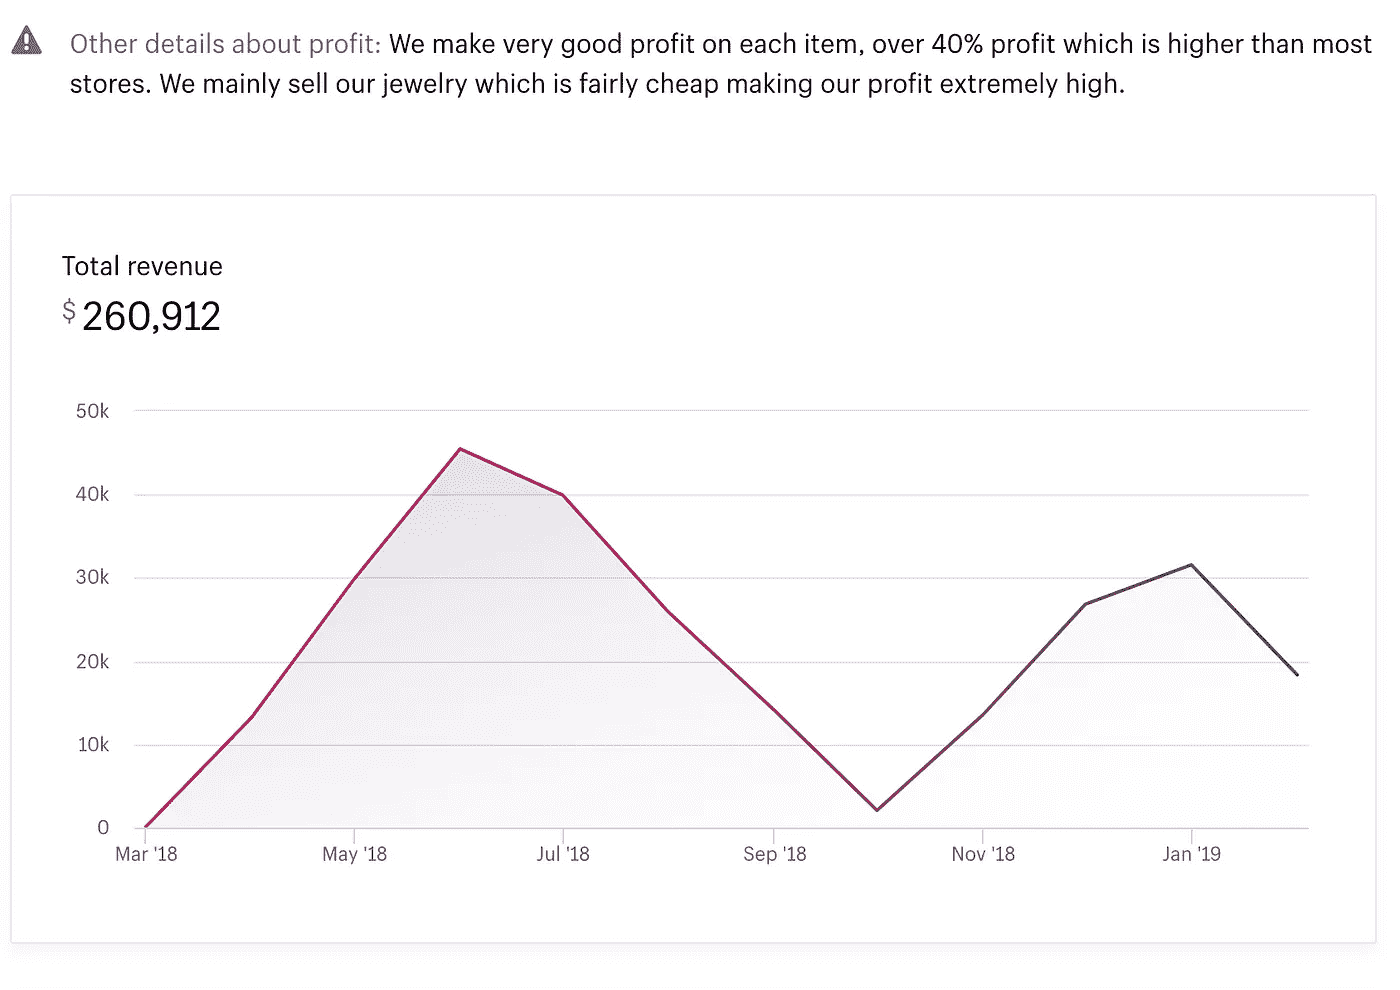 Other details about profit: We make very good profit on each item, over 40% profit which is higher than most
stores. We mainly sell our jewelry which is fairly cheap making our profit extremely high.
Total revenue
$260,912
50k
40k
30k
20k
10k
0
Mar '18 May '18 Jul '18 Sep '18 Nov '18 Jan '19